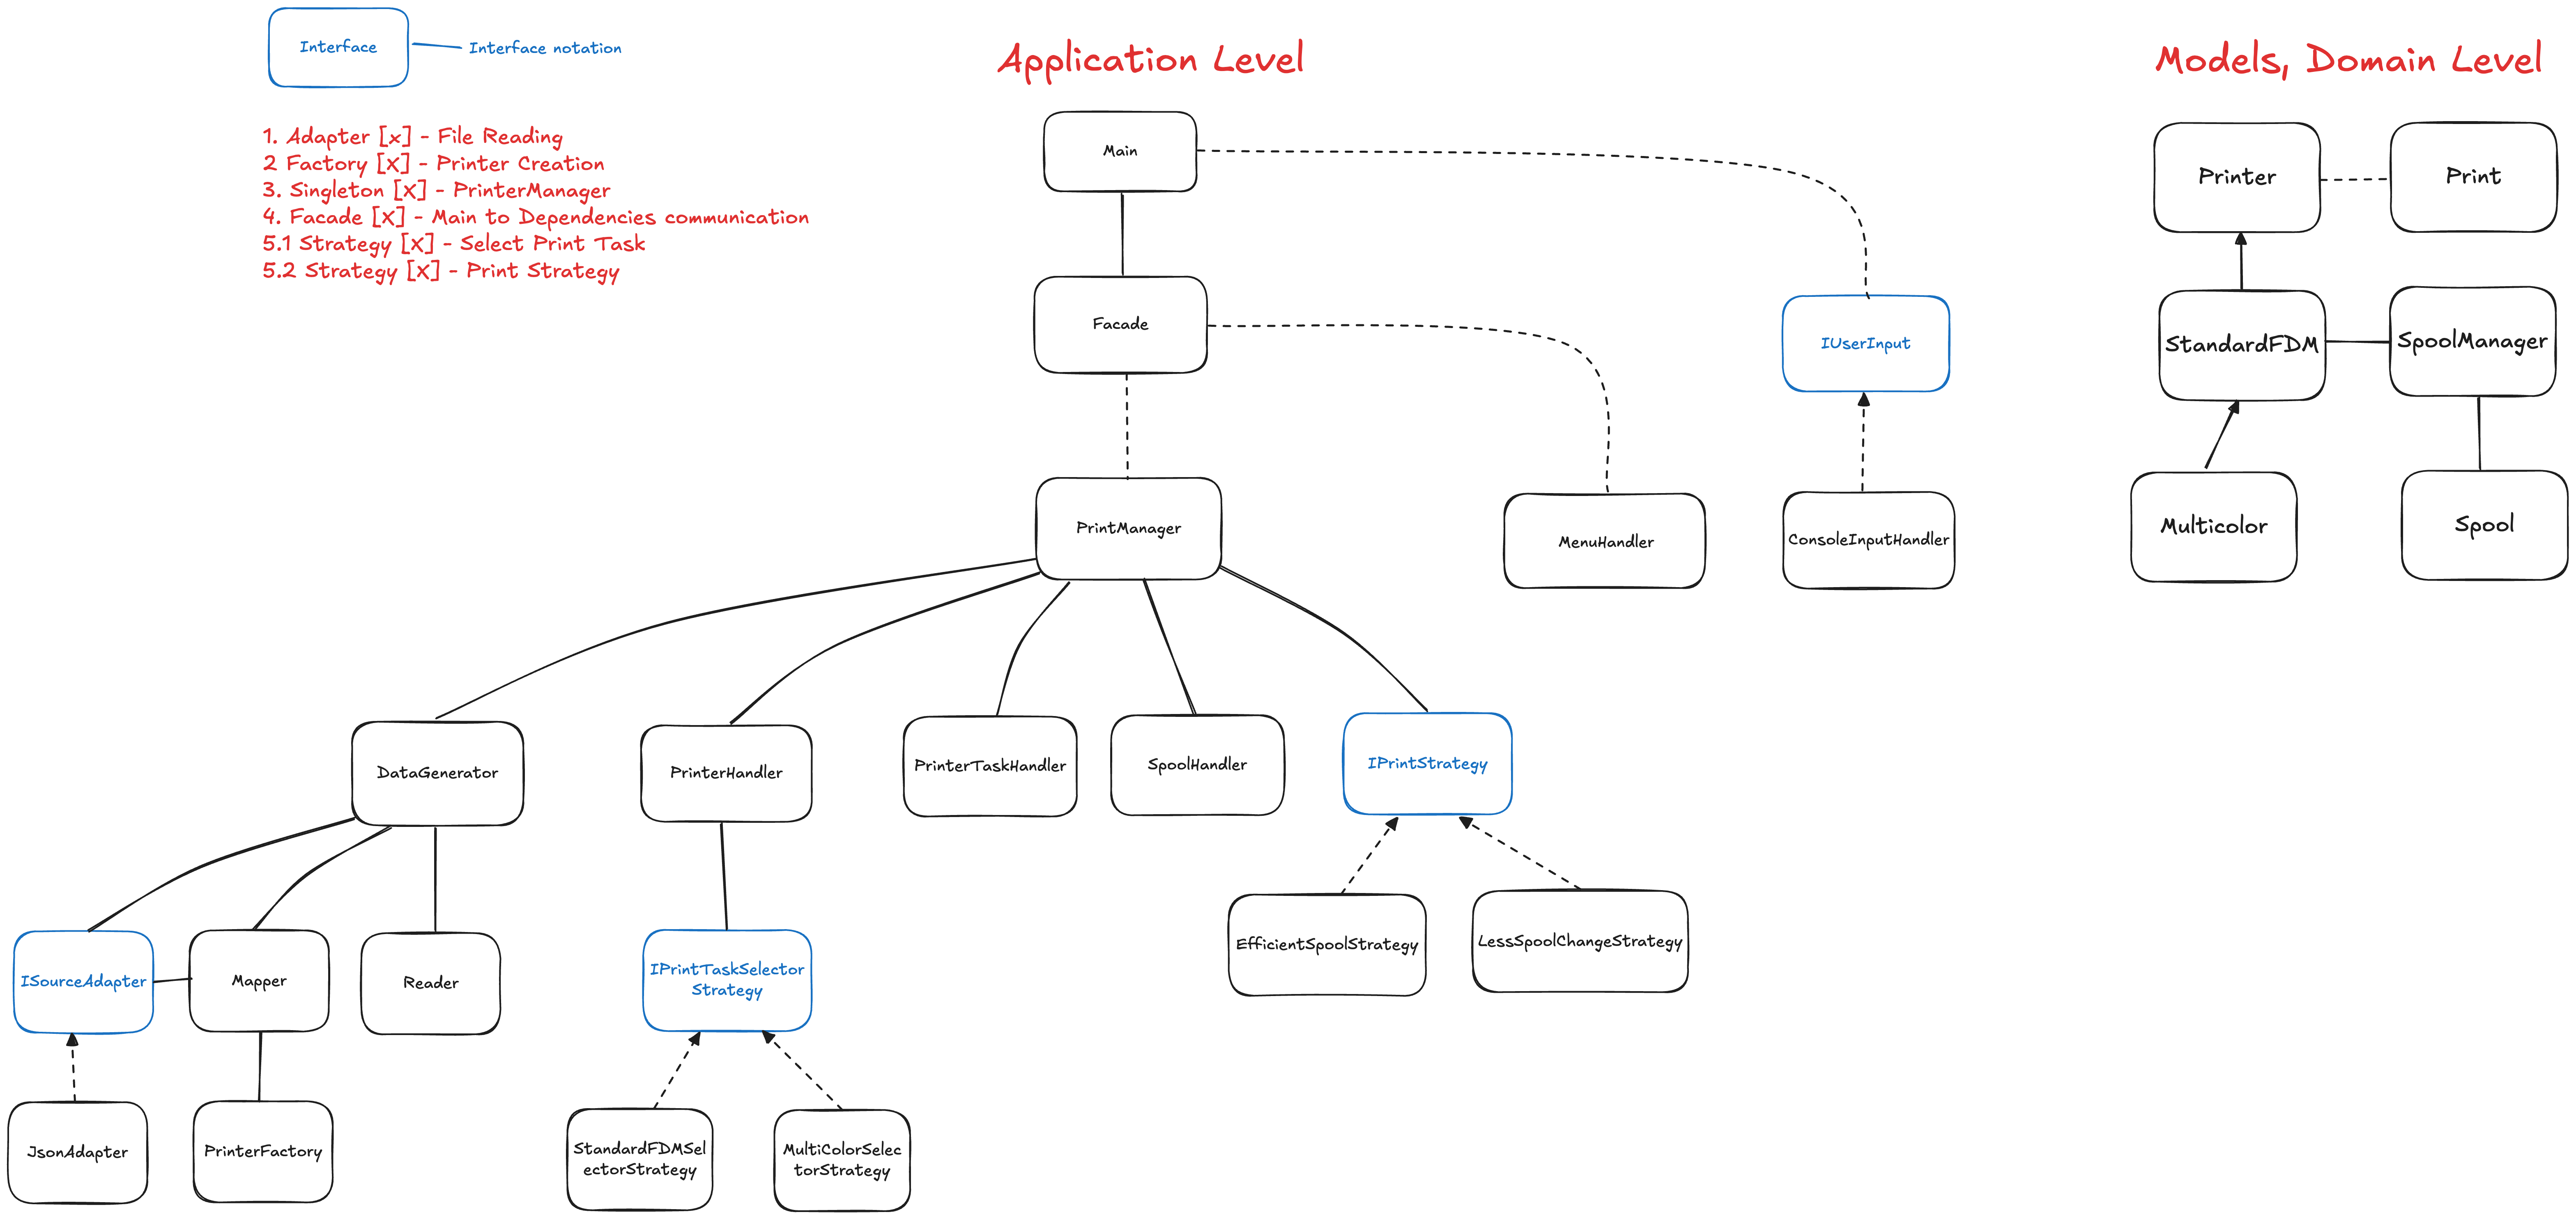 Interface
Interface notation
Application Level
Models, Domain Level
1. Adapter [x] - File Reading
2 Factory [X] - Printer Creation
3. Singleton [X] - PrinterManager
4. Facade [X] - Main to Dependencies communication
5.1 Strategy [X] - Select Print Task
5.2 Strategy [X] - Print Strategy
Main
Printer
Print
Facade
IUserInput
StandardFDM
SpoolManager
PrintManager
MenuHandler
ConsoleInputHandler
Multicolor
Spool
DataGenerator
PrinterHandler
PrinterTaskHandler
SpoolHandler
IPrintStrategy
EfficientSpoolStrategy
LessSpoolChangeStrategy
ISourceAdapter
Mapper
Reader
IPrintTaskSelector
Strategy
JsonAdapter
PrinterFactory
StandardFDMSel
ectorStrategy
MultiColorSelec
torStrategy